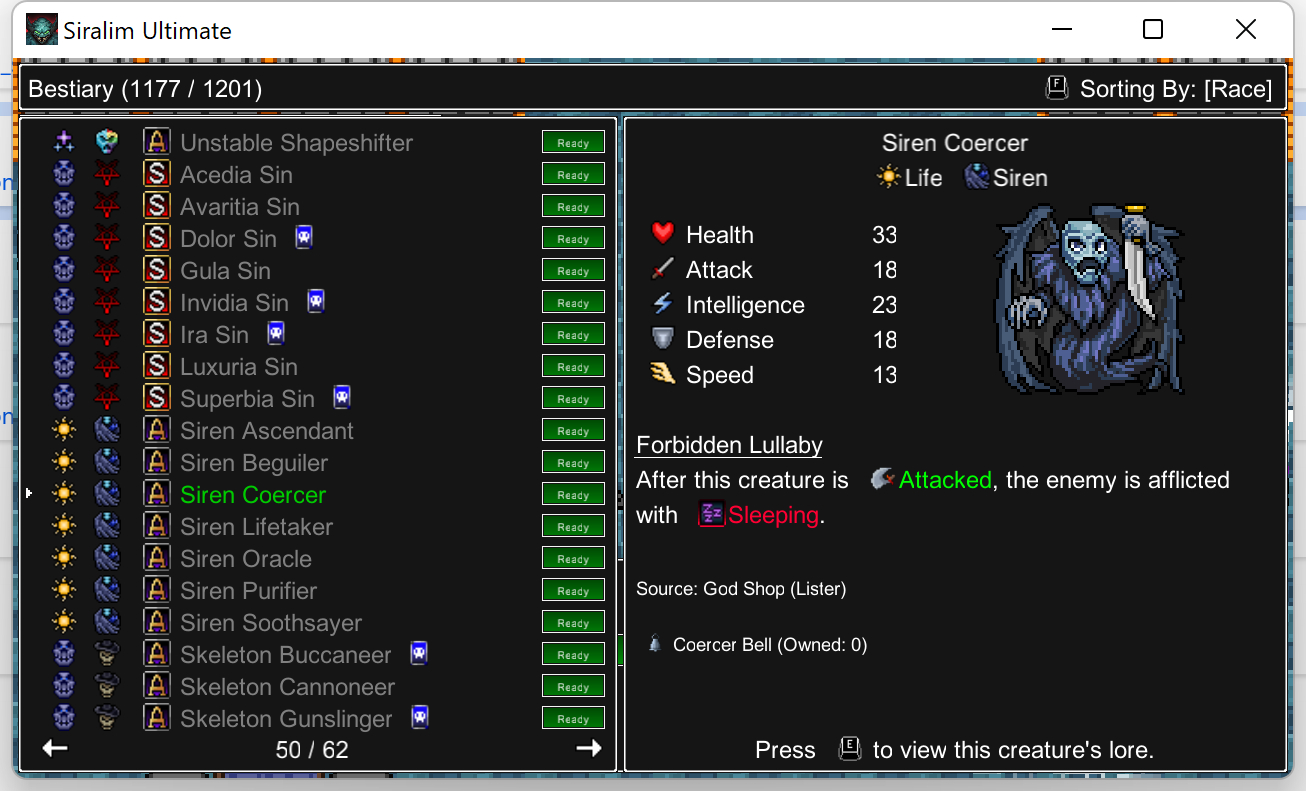 Siralim Ultimate
Bestiary (1177 / 1201)
F Sorting By: [Race]
A Unstable Shapeshifter Ready
S Acedia Sin Ready
S Avaritia Sin Ready
S Dolor Sin Ready
S Gula Sin Ready
S Invidia Sin Ready
S Ira Sin Ready
S Luxuria Sin Ready
S Superbia Sin Ready
A Siren Ascendant Ready
A Siren Beguiler Ready
A Siren Coercer Ready
A Siren Lifetaker Ready
A Siren Oracle Ready
A Siren Purifier Ready
A Siren Soothsayer Ready
A Skeleton Buccaneer Ready
A Skeleton Cannoneer Ready
A Skeleton Gunslinger Ready
50 / 62
Siren Coercer
Life Siren
Health 33
Attack 18
Intelligence 23
Defense 18
Speed 13
Forbidden Lullaby
After this creature is Attacked, the enemy is afflicted
with Sleeping.
Source: God Shop (Lister)
Coercer Bell (Owned: 0)
Press E to view this creature's lore.